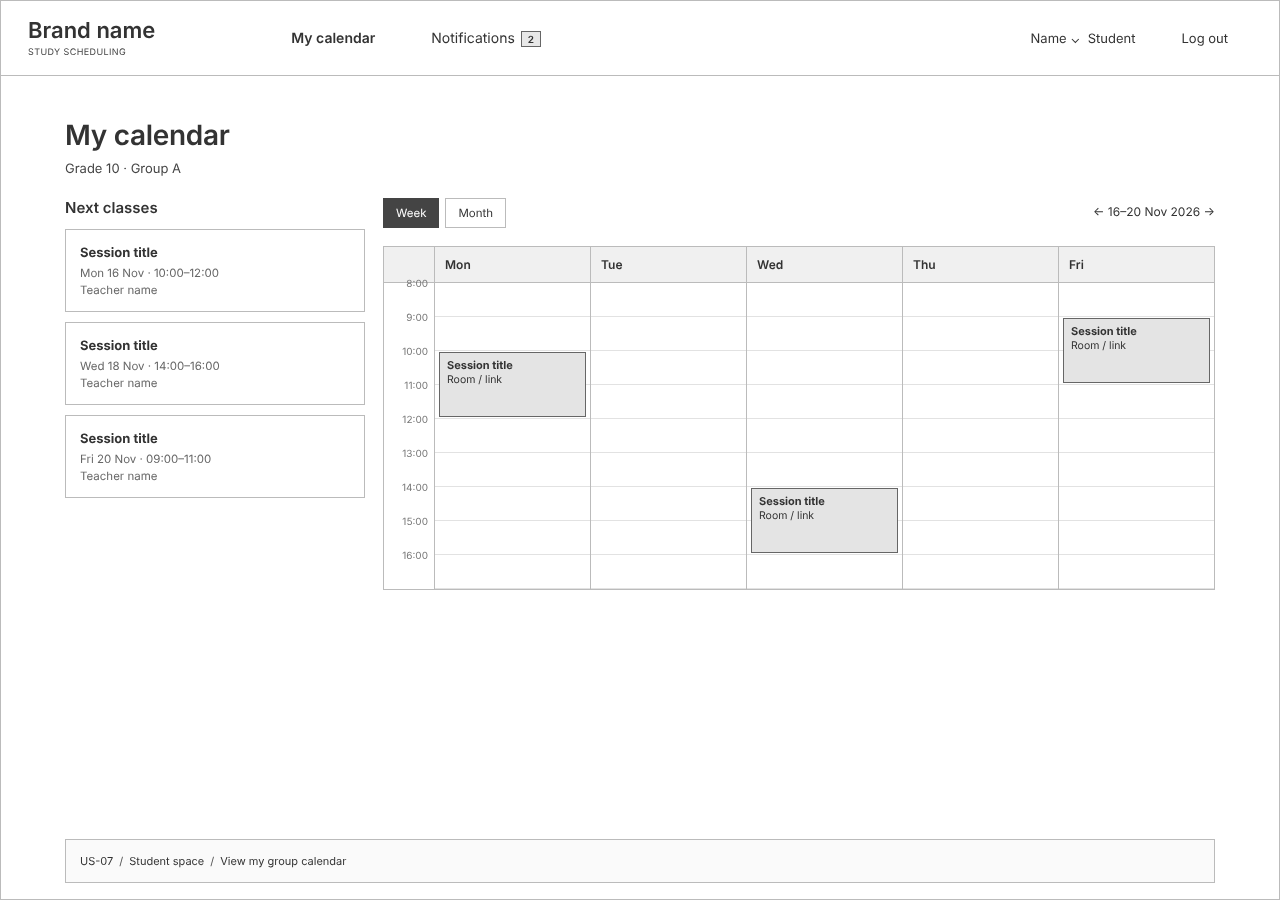 Brand name
STUDY SCHEDULING
My calendar
Notifications 2
Name Student
Log out
My calendar
Grade 10 · Group A
Next classes
Session title
Mon 16 Nov · 10:00–12:00
Teacher name
Session title
Wed 18 Nov · 14:00–16:00
Teacher name
Session title
Fri 20 Nov · 09:00–11:00
Teacher name
Week
Month
← 16–20 Nov 2026 →
Mon
Tue
Wed
Thu
Fri
8:00
9:00
10:00
11:00
12:00
13:00
14:00
15:00
16:00
Session title
Room / link
Session title
Room / link
Session title
Room / link
US-07 / Student space / View my group calendar